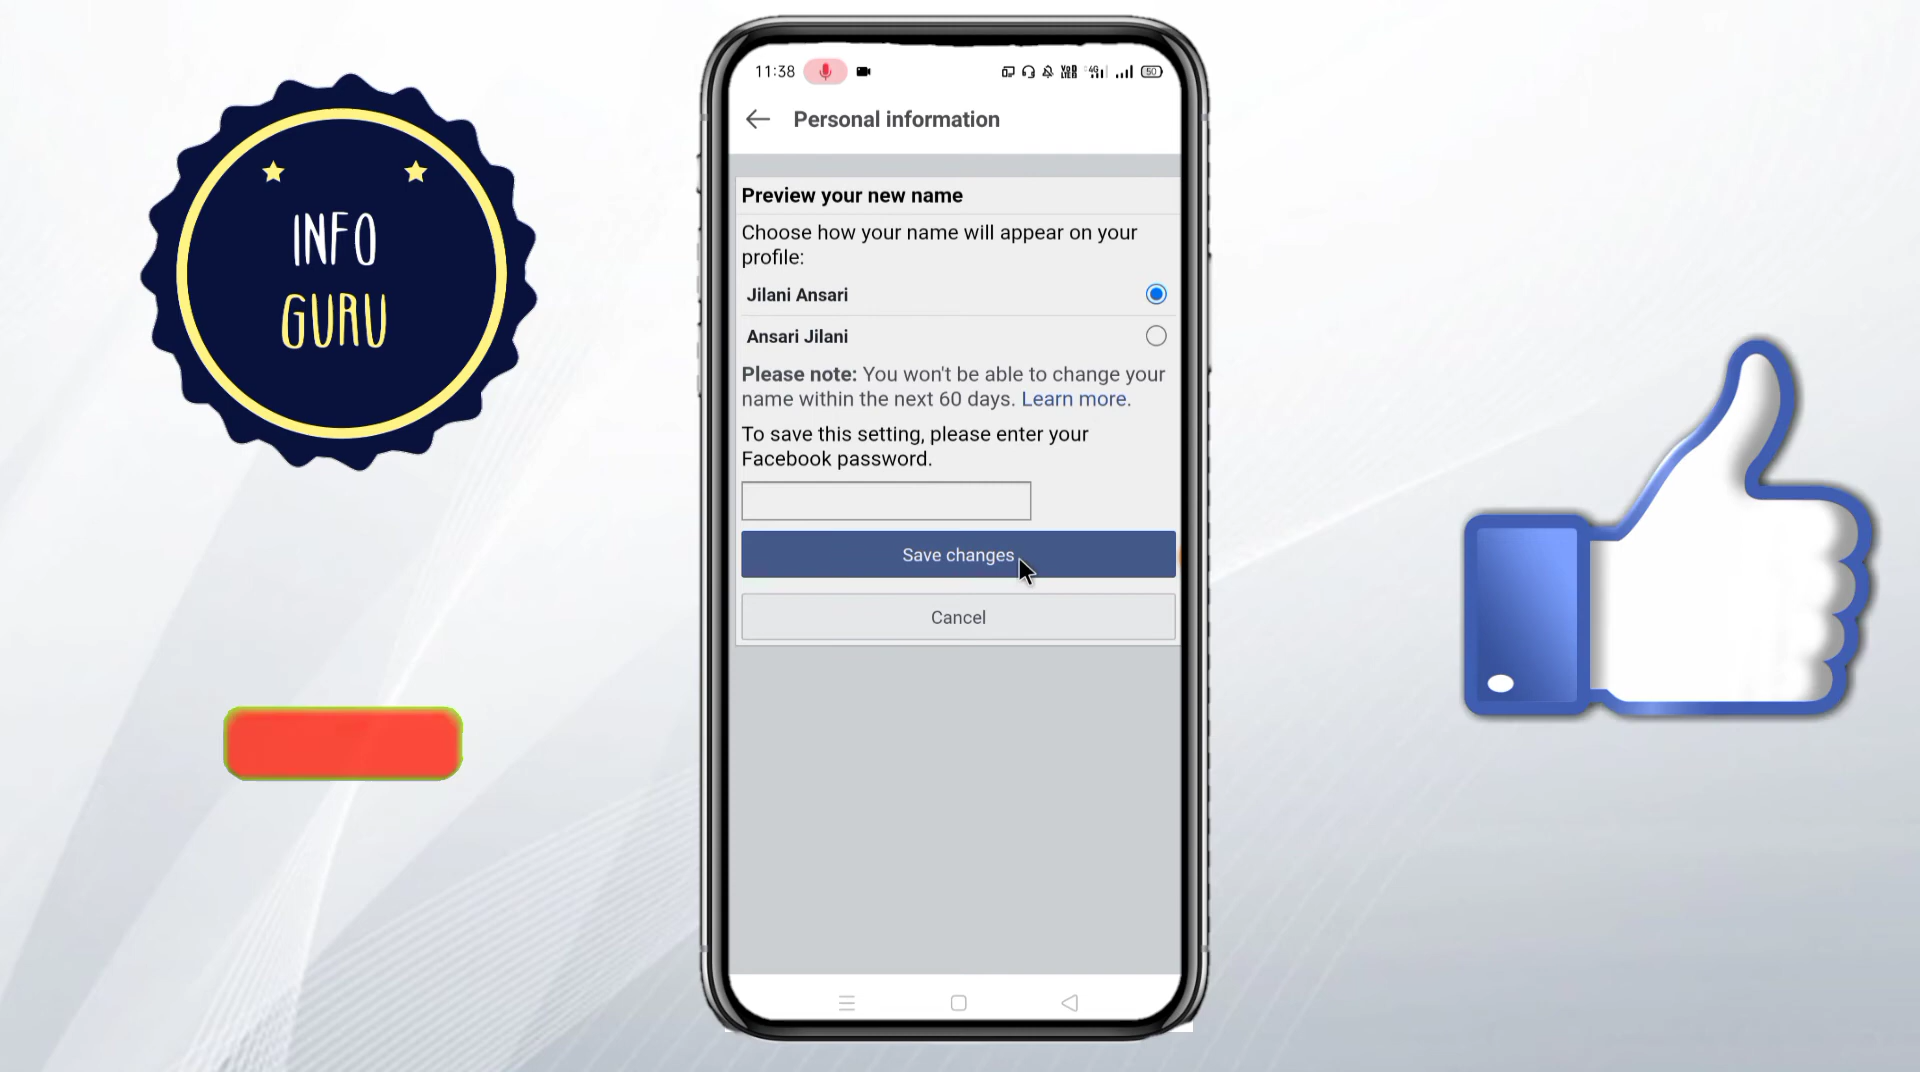 INFO
GURU
11:38
50
Personal information
Preview your new name
Choose how your name will appear on your
profile:
Jilani Ansari
Ansari Jilani
Please note: You won't be able to change your
name within the next 60 days. Learn more.
To save this setting, please enter your
Facebook password.
Save changes
Cancel